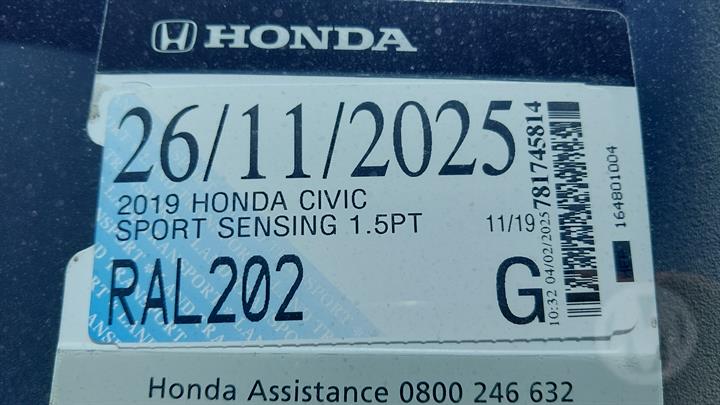 HONDA
26/11/2025
2019 HONDA CIVIC
SPORT SENSING 1.5PT 11/19
RAL202 G
10:32 04/02/2025 781745814
164801004
Honda Assistance 0800 246 632